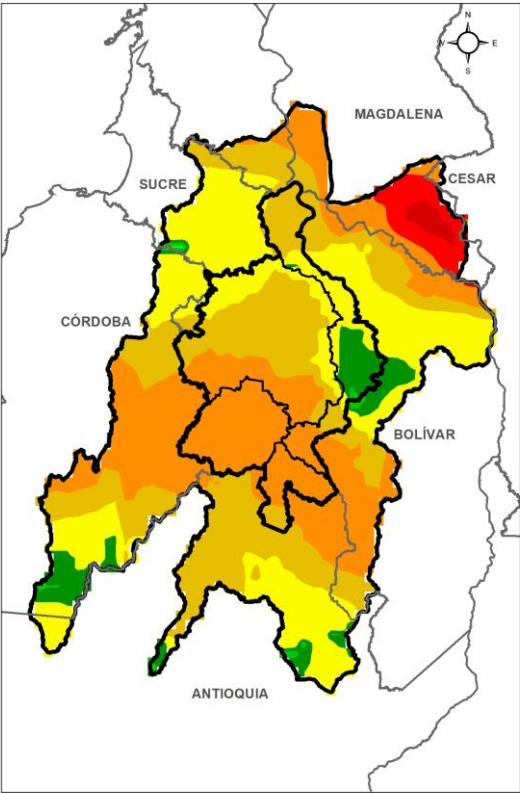 N
V
E
S
MAGDALENA
CESAR
SUCRE
CÓRDOBA
BOLÍVAR
ANTIOQUIA